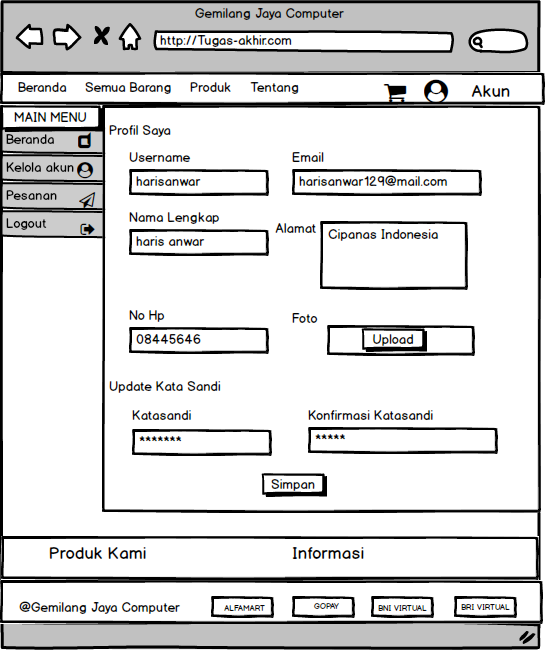 Gemilang Jaya Computer
http://Tugas-akhir.com
Beranda Semua Barang Produk Tentang Akun
MAIN MENU
Beranda
Kelola akun
Pesanan
Logout
Profil Saya
Username Email
harisanwar harisanwar129@mail.com
Nama Lengkap Alamat
haris anwar Cipanas Indonesia
No Hp Foto
08445646 Upload
Update Kata Sandi
Katasandi Konfirmasi Katasandi
******* *****
Simpan
Produk Kami Informasi
@Gemilang Jaya Computer ALFAMART GOPAY BNI VIRTUAL BRI VIRTUAL